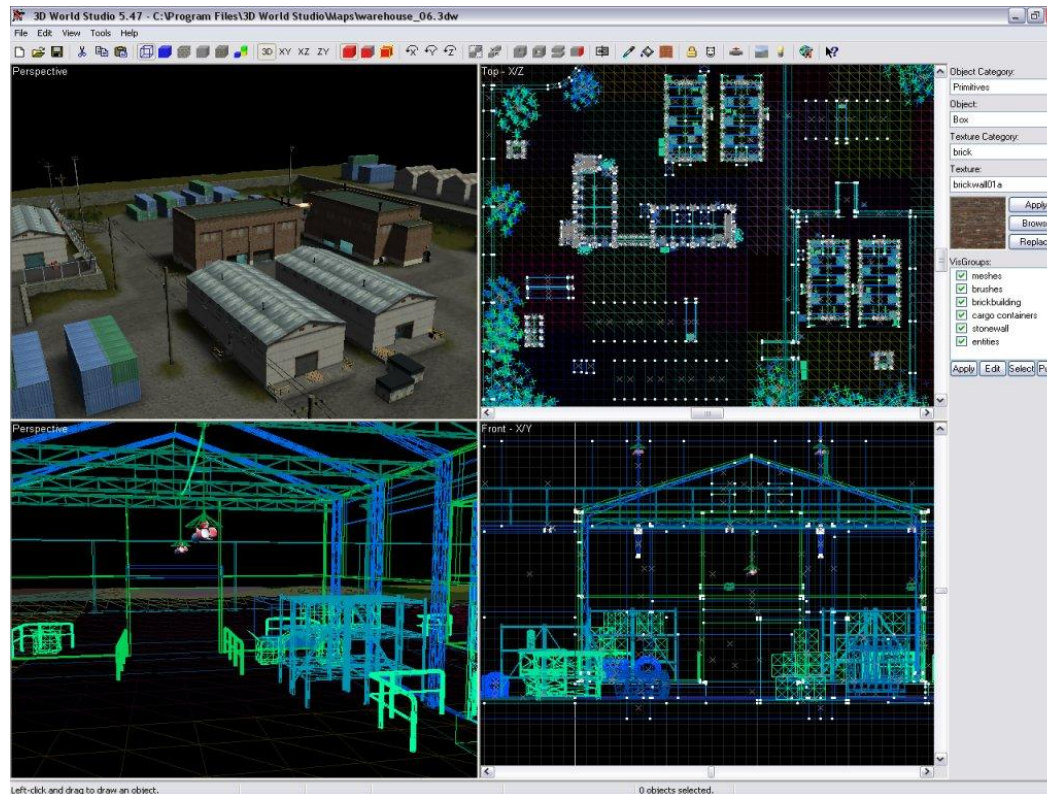 3D World Studio 5.47 - C:\Program Files\3D World Studio\Maps\warehouse_06.3dw
File Edit View Tools Help
3D XY XZ ZY
Perspective
Top - X/Z
Object Category:
Primitives
Object:
Box
Texture Category:
brick
Texture:
brickwall01a
Apply
Brows
Replac
VisGroups:
meshes
brushes
brickbuilding
cargo containers
stonewall
entities
Apply Edit Select
Perspective
Front - X/Y
Left-click and drag to draw an object.
0 objects selected.